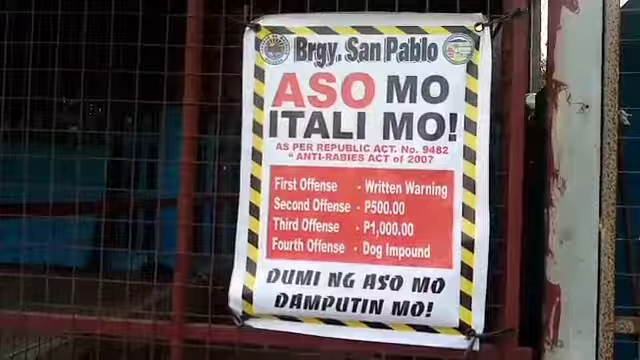 Brgy. San Pablo
ASO MO
ITALI MO!
AS PER REPUBLIC ACT. No. 9482
" ANTI-RABIES ACT of 2007
First Offense - Written Warning
Second Offense - P500.00
Third Offense - P1,000.00
Fourth Offense - Dog Impound
DUMI NG ASO MO
DAMPUTIN MO!